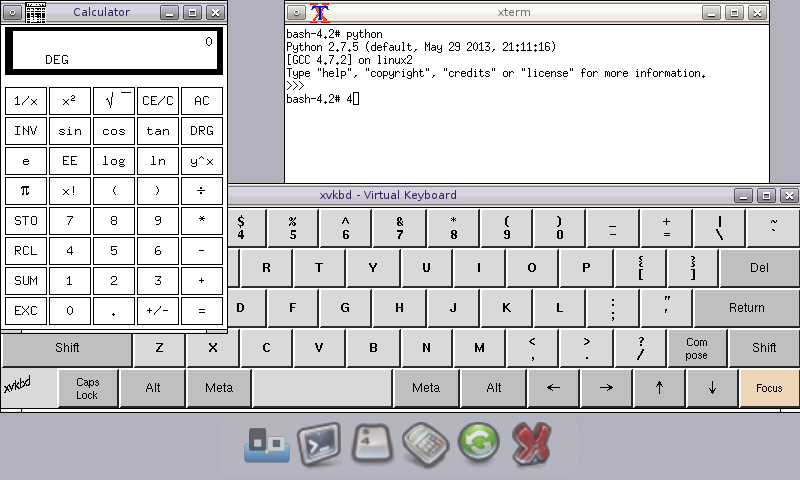 Calculator
0
DEG
1/x x² √‾ CE/C AC
INV sin cos tan DRG
e EE log ln y^x
π x! ( ) ÷
STO 7 8 9 *
RCL 4 5 6 -
SUM 1 2 3 +
EXC 0 . +/- =
xterm
bash-4.2# python
Python 2.7.5 (default, May 29 2013, 21:11:16)
[GCC 4.7.2] on linux2
Type "help", "copyright", "credits" or "license" for more information.
>>>
bash-4.2# 4
xvkbd - Virtual Keyboard
$ % ^ & * ( ) _ + | ~
4 5 6 7 8 9 0 - = \ `
R T Y U I O P { [ } ] Del
D F G H J K L : ; " ' Return
Shift Z X C V B N M < , > . ? / Com pose Shift
xvkbd Caps Lock Alt Meta Meta Alt ← → ↑ ↓ Focus
4